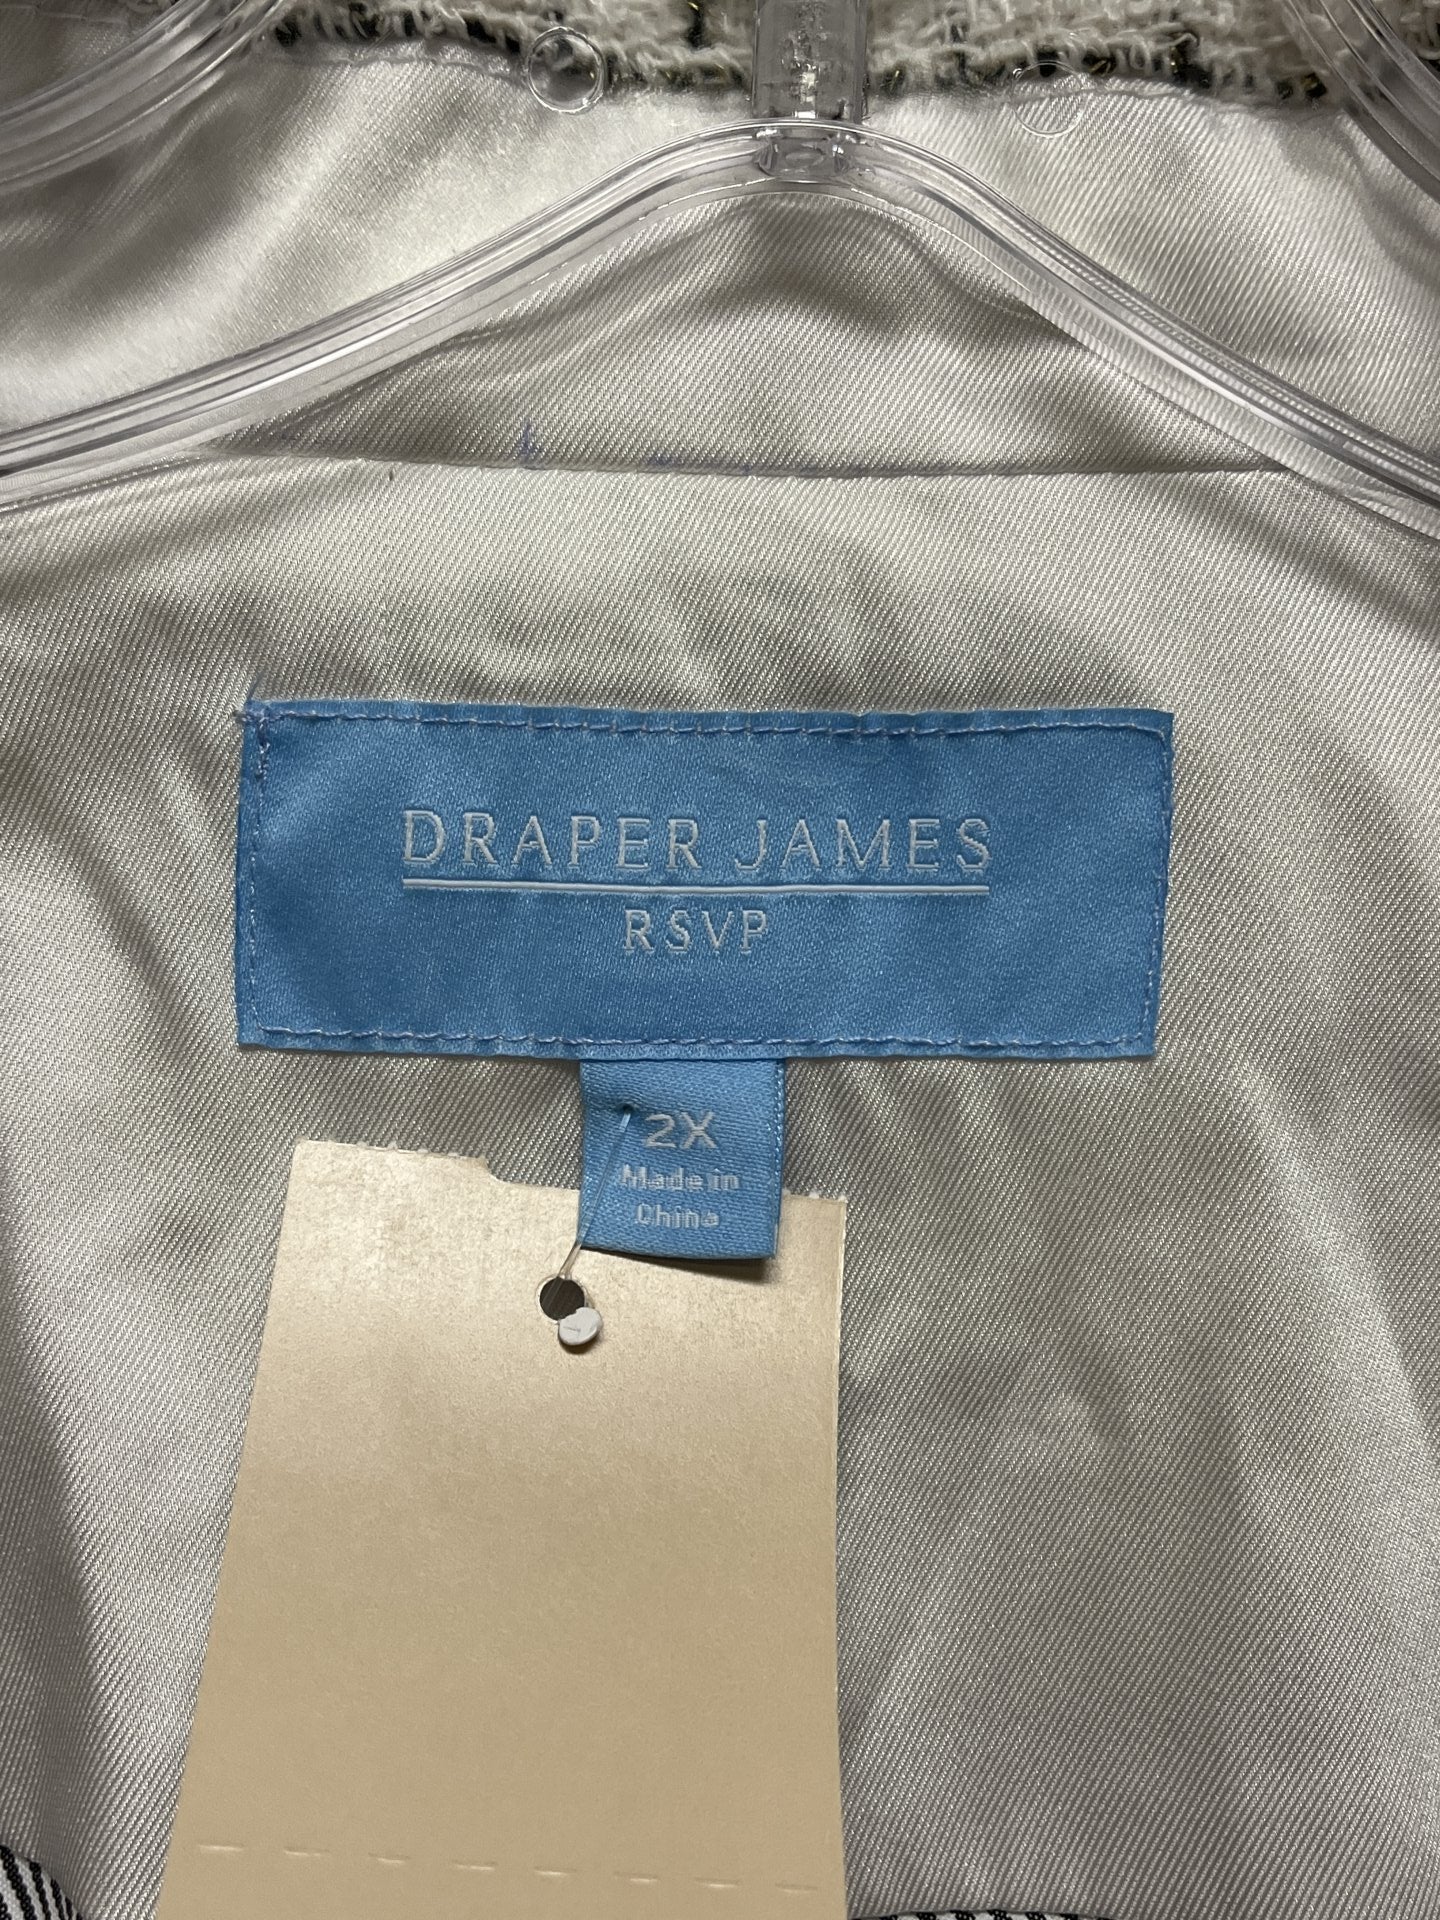 DRAPER JAMES
RSVP
2X
Made in
China